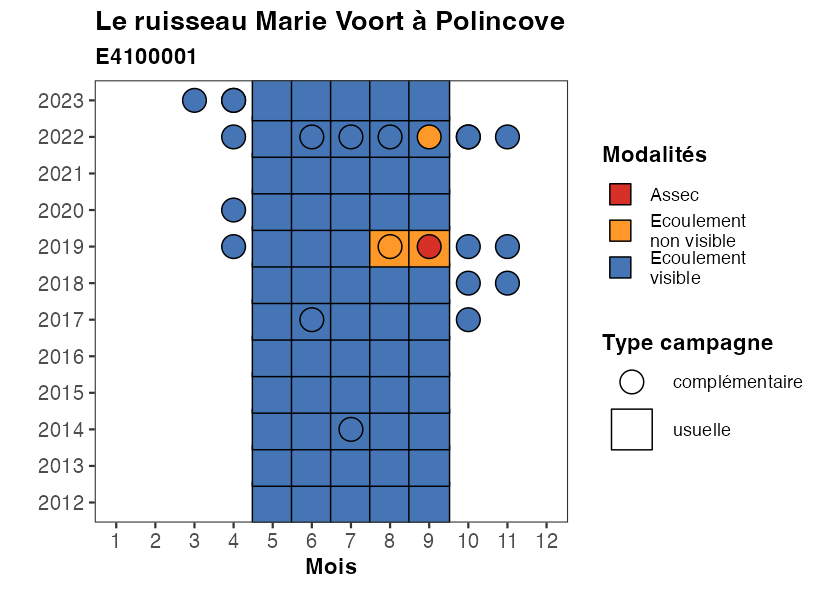 Le ruisseau Marie Voort à Polincove
E4100001
2023
2022
2021
2020
2019
2018
2017
2016
2015
2014
2013
2012
1 2 3 4 5 6 7 8 9 10 11 12
Mois
Modalités
Assec
Ecoulement
non visible
Ecoulement
visible
Type campagne
complémentaire
usuelle